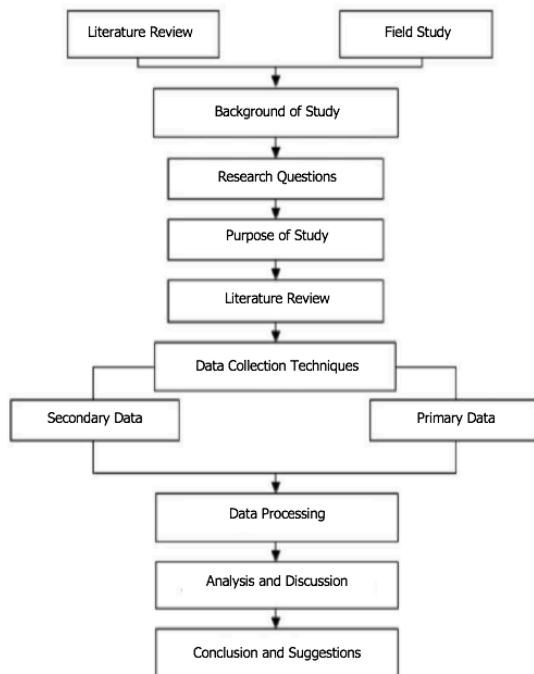 Literature Review
Field Study
Background of Study
Research Questions
Purpose of Study
Literature Review
Data Collection Techniques
Secondary Data
Primary Data
Data Processing
Analysis and Discussion
Conclusion and Suggestions